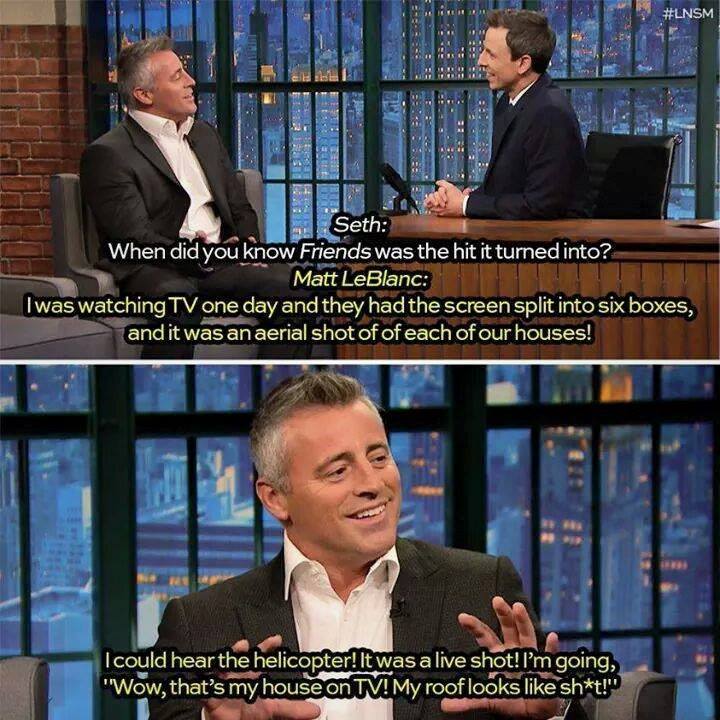 #LNSM
Seth:
When did you know Friends was the hit it turned into?
Matt LeBlanc:
I was watching TV one day and they had the screen split into six boxes,
and it was an aerial shot of of each of our houses!
I could hear the helicopter! It was a live shot! I'm going,
"Wow, that's my house on TV! My roof looks like sh*t!"